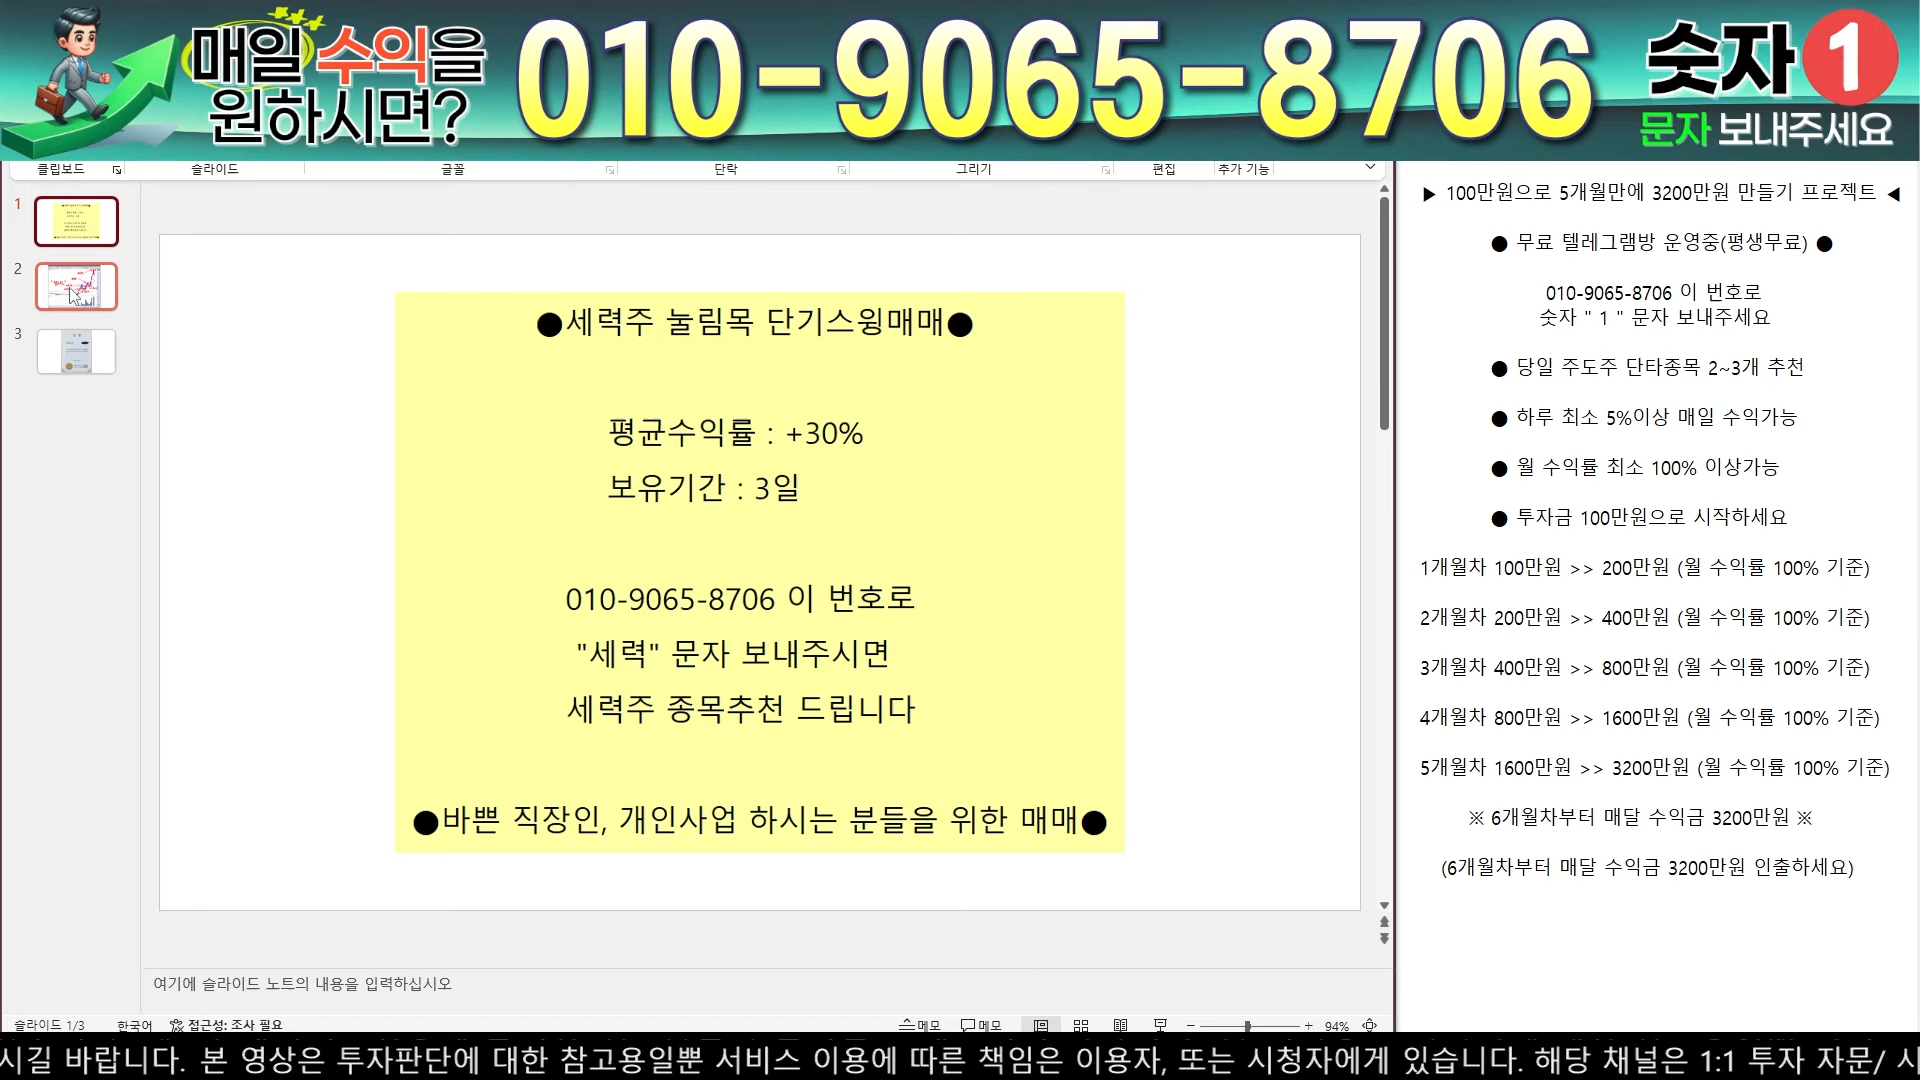 매일 수익을
원하시면?
010-9065-8706
숫자 1
문자 보내주세요
클립보드
슬라이드
글꼴
단락
그리기
편집
추가 기능
1
2
3
●세력주 눌림목 단기스윙매매●
평균수익률 : +30%
보유기간 : 3일
010-9065-8706 이 번호로
"세력" 문자 보내주시면
세력주 종목추천 드립니다
●바쁜 직장인, 개인사업 하시는 분들을 위한 매매●
여기에 슬라이드 노트의 내용을 입력하십시오
슬라이드 1/3
한국어
접근성: 조사 필요
메모
메모
94%
▶ 100만원으로 5개월만에 3200만원 만들기 프로젝트 ◀
● 무료 텔레그램방 운영중(평생무료) ●
010-9065-8706 이 번호로
숫자 " 1 " 문자 보내주세요
● 당일 주도주 단타종목 2~3개 추천
● 하루 최소 5%이상 매일 수익가능
● 월 수익률 최소 100% 이상가능
● 투자금 100만원으로 시작하세요
1개월차 100만원 >> 200만원 (월 수익률 100% 기준)
2개월차 200만원 >> 400만원 (월 수익률 100% 기준)
3개월차 400만원 >> 800만원 (월 수익률 100% 기준)
4개월차 800만원 >> 1600만원 (월 수익률 100% 기준)
5개월차 1600만원 >> 3200만원 (월 수익률 100% 기준)
※ 6개월차부터 매달 수익금 3200만원 ※
(6개월차부터 매달 수익금 3200만원 인출하세요)
시길 바랍니다. 본 영상은 투자판단에 대한 참고용일뿐 서비스 이용에 따른 책임은 이용자, 또는 시청자에게 있습니다. 해당 채널은 1:1 투자 자문/ 시